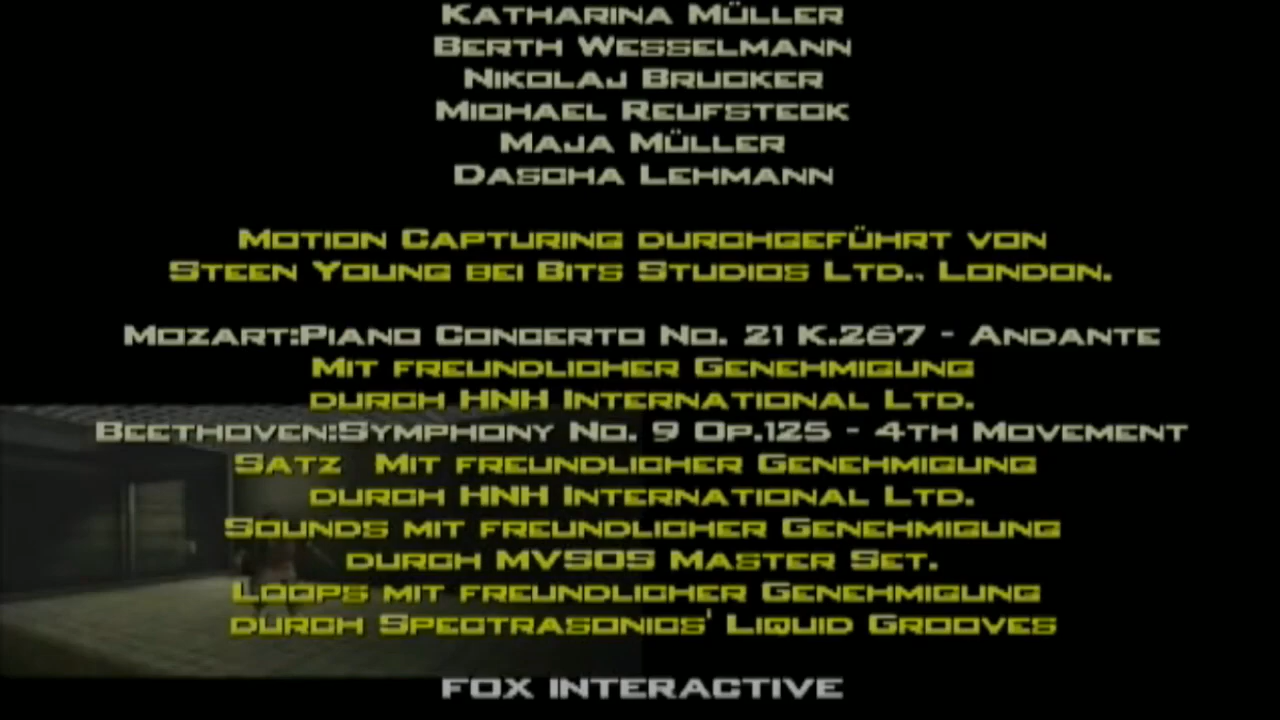 Katharina Müller
Berth Wesselmann
Nikolaj Brucker
Michael Reufsteck
Maja Müller
Dascha Lehmann
Motion Capturing durchgeführt von
Steen Young bei Bits Studios Ltd., London.
Mozart:Piano Concerto No. 21 K.267 - Andante
Mit freundlicher Genehmigung
durch HNH International Ltd.
Beethoven:Symphony No. 9 Op.125 - 4th Movement
Satz Mit freundlicher Genehmigung
durch HNH International Ltd.
Sounds mit freundlicher Genehmigung
durch MVSOS Master Set.
Loops mit freundlicher Genehmigung
durch Spectrasonics' Liquid Grooves
FOX INTERACTIVE